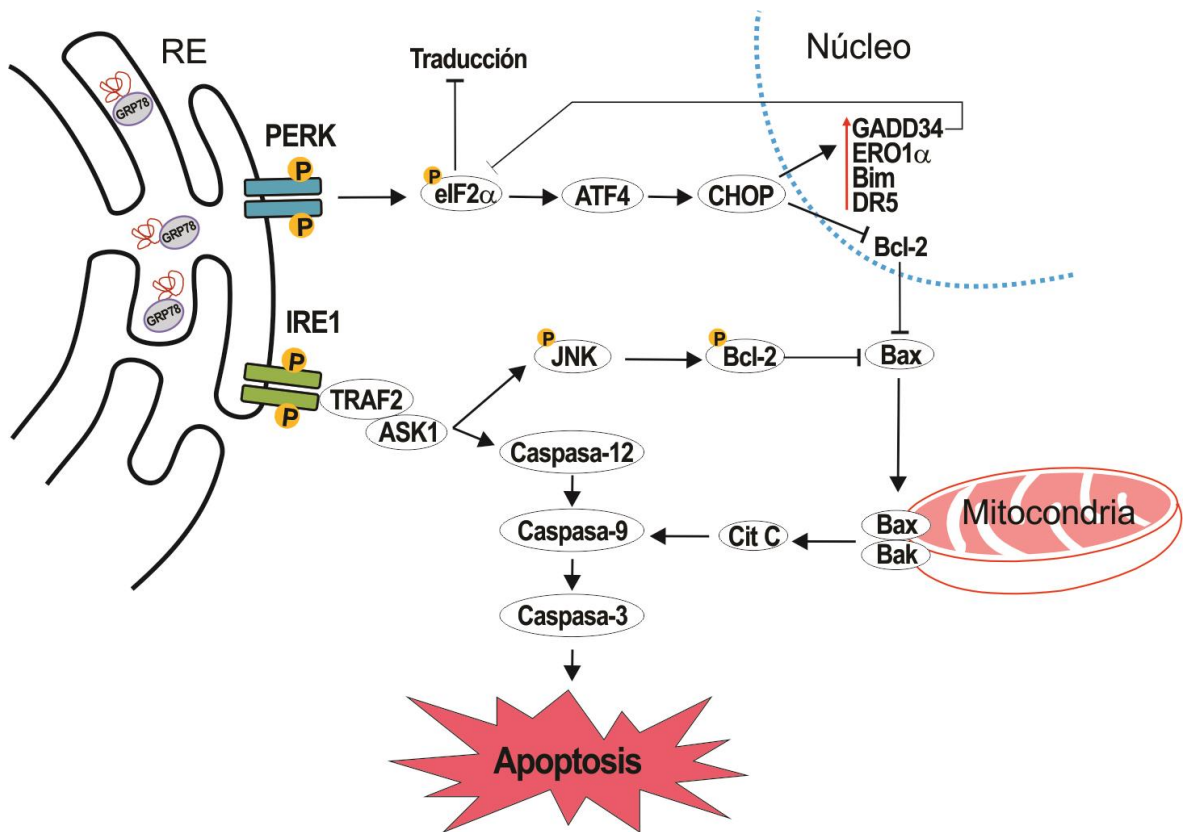 RE
Núcleo
Traducción
GRP78
PERK
P
P
P
eIF2α
ATF4
CHOP
GADD34
ERO1α
Bim
DR5
Bcl-2
GRP78
GRP78
IRE1
P
P
TRAF2
ASK1
P
JNK
P
Bcl-2
Bax
Caspasa-12
Caspasa-9
Cit C
Bax
Bak
Mitocondria
Caspasa-3
Apoptosis